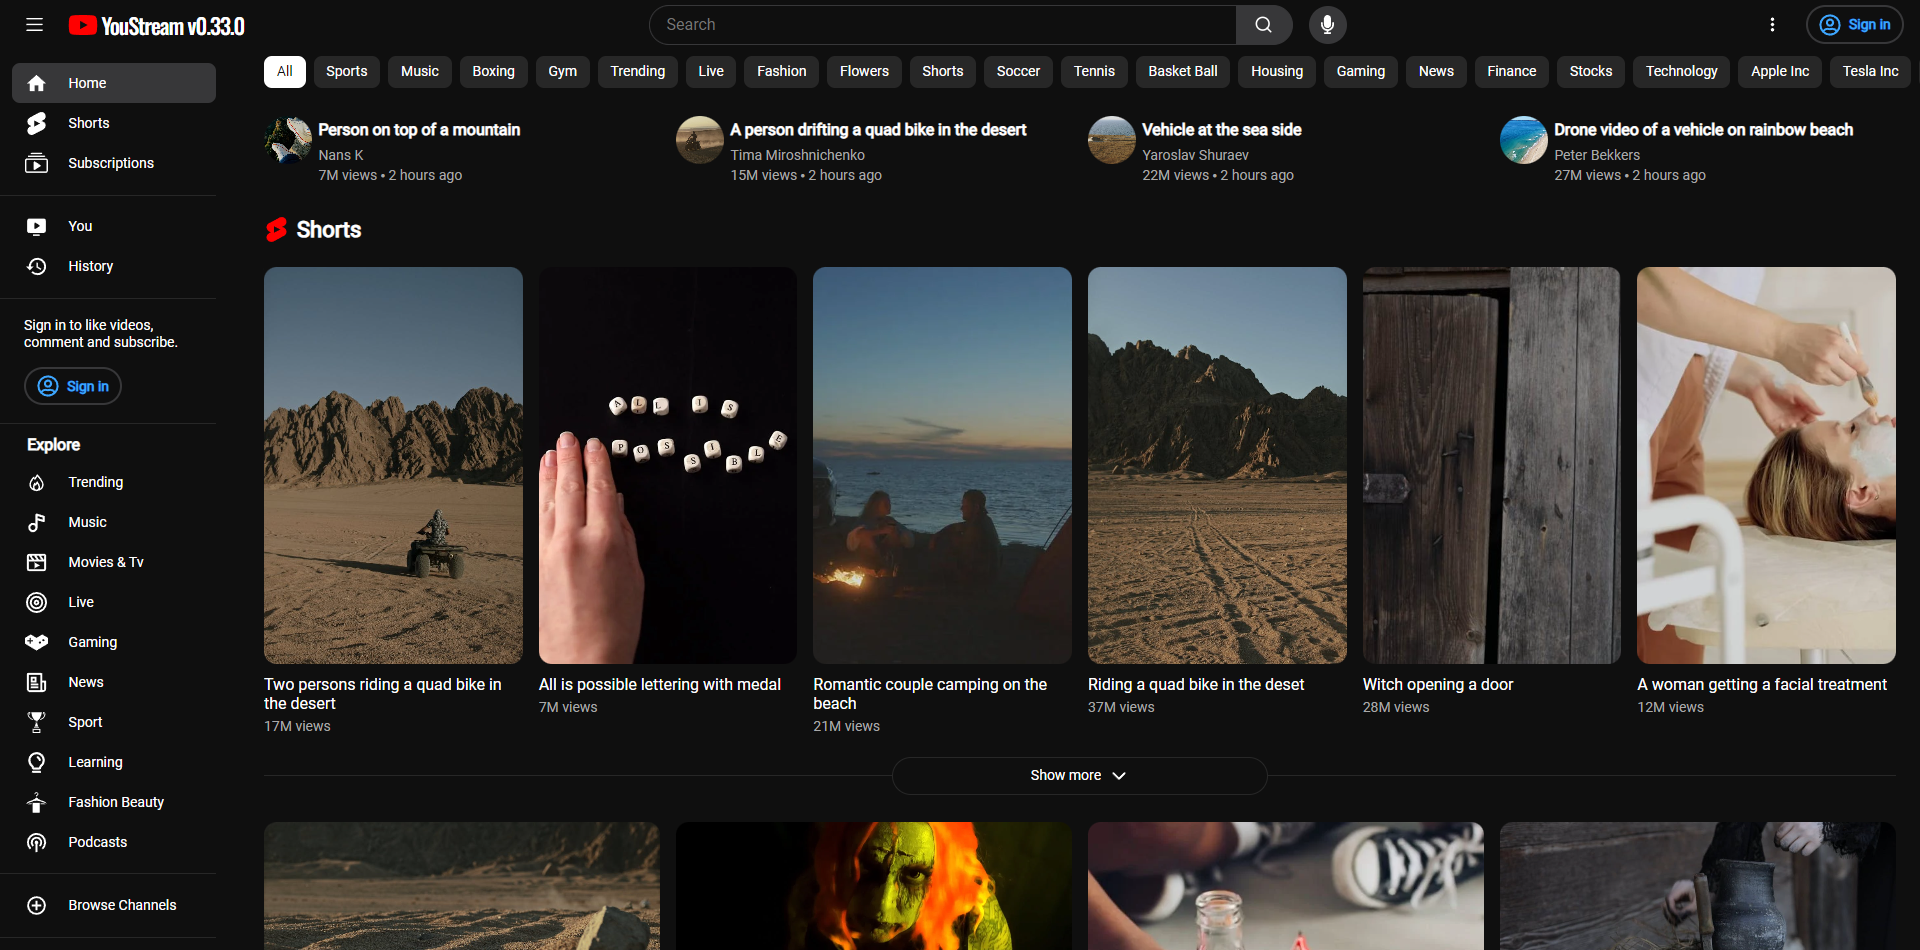 YouStream v0.33.0
Search
Sign in
All Sports Music Boxing Gym Trending Live Fashion Flowers Shorts Soccer Tennis Basket Ball Housing Gaming News Finance Stocks Technology Apple Inc Tesla Inc
Home
Shorts
Subscriptions
You
History
Sign in to like videos,
comment and subscribe.
Sign in
Explore
Trending
Music
Movies & Tv
Live
Gaming
News
Sport
Learning
Fashion Beauty
Podcasts
Browse Channels
Person on top of a mountain
Nans K
7M views • 2 hours ago
A person drifting a quad bike in the desert
Tima Miroshnichenko
15M views • 2 hours ago
Vehicle at the sea side
Yaroslav Shuraev
22M views • 2 hours ago
Drone video of a vehicle on rainbow beach
Peter Bekkers
27M views • 2 hours ago
Shorts
ALL IS
POSSIBLE
Two persons riding a quad bike in
the desert
17M views
All is possible lettering with medal
7M views
Romantic couple camping on the
beach
21M views
Riding a quad bike in the deset
37M views
Witch opening a door
28M views
A woman getting a facial treatment
12M views
Show more